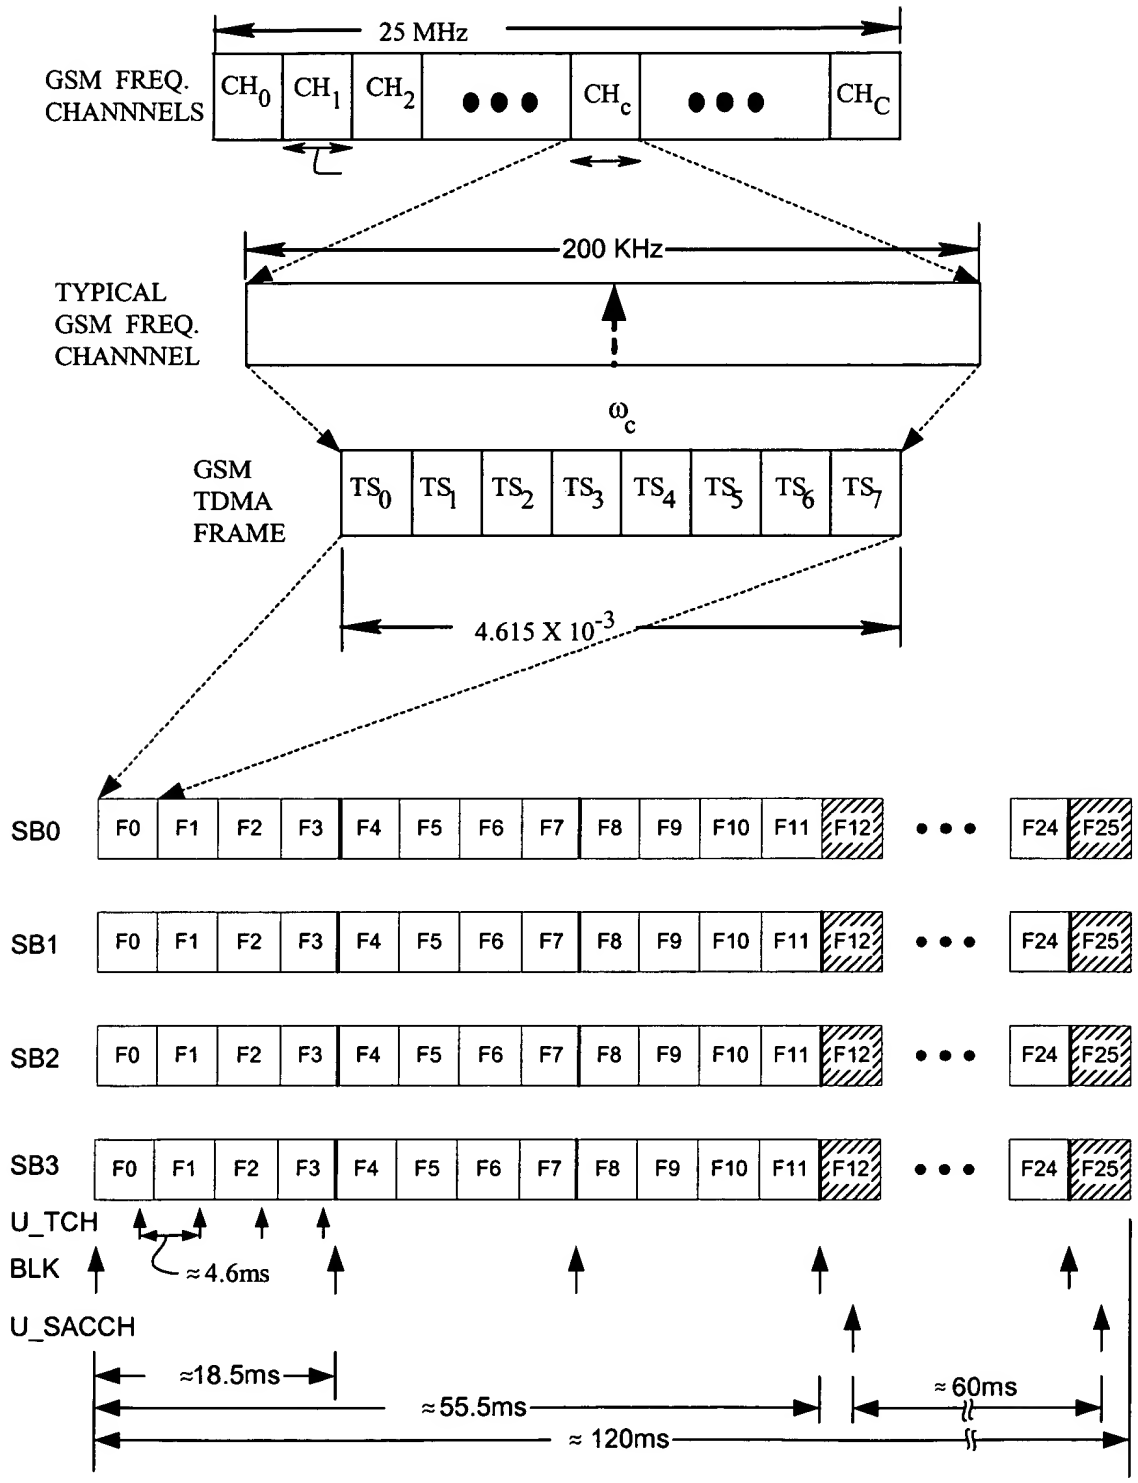 25 MHz
GSM FREQ.
CHANNNELS
CH0 CH1 CH2 ••• CHc ••• CHC
200 KHz
TYPICAL
GSM FREQ.
CHANNNEL
ωc
GSM
TDMA
FRAME
TS0 TS1 TS2 TS3 TS4 TS5 TS6 TS7
4.615 X 10-3
SB0 F0 F1 F2 F3 F4 F5 F6 F7 F8 F9 F10 F11 F12 ••• F24 F25
SB1 F0 F1 F2 F3 F4 F5 F6 F7 F8 F9 F10 F11 F12 ••• F24 F25
SB2 F0 F1 F2 F3 F4 F5 F6 F7 F8 F9 F10 F11 F12 ••• F24 F25
SB3 F0 F1 F2 F3 F4 F5 F6 F7 F8 F9 F10 F11 F12 ••• F24 F25
U_TCH
BLK ≈4.6ms
U_SACCH
≈18.5ms
≈60ms
≈55.5ms
≈ 120ms